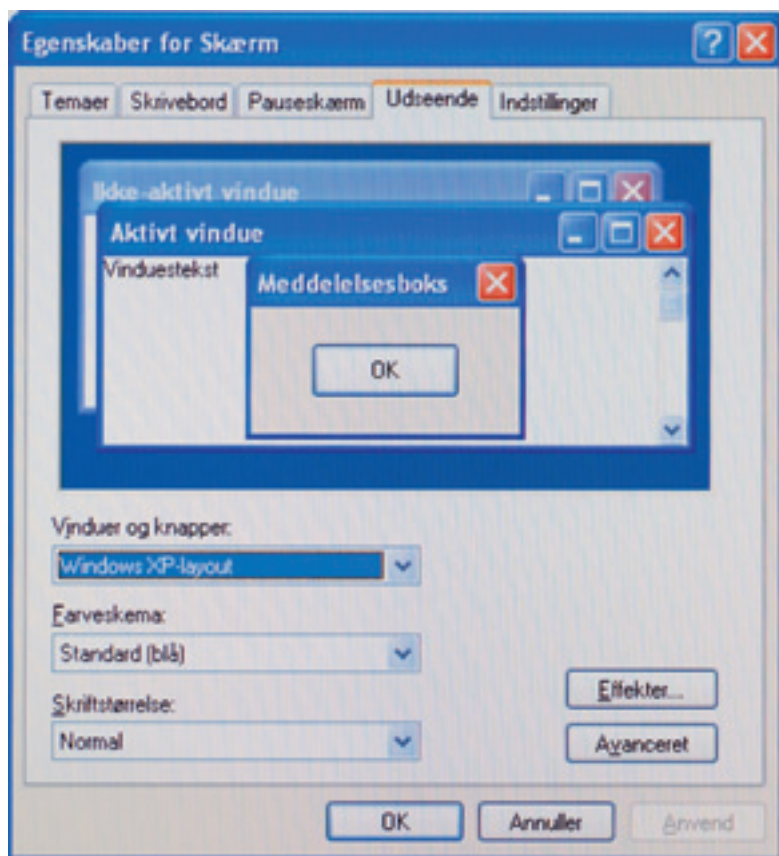 Egenskaber for Skærm
Temaer Skrivebord Pauseskærm Udseende Indstillinger
Ikke-aktivt vindue
Aktivt vindue
Vinduestekst
Meddelelsesboks
OK
Vinduer og knapper:
Windows XP-layout
Farveskema:
Standard (blå)
Effekter...
Skriftstørrelse:
Normal
Avanceret
OK Annuller Anvend